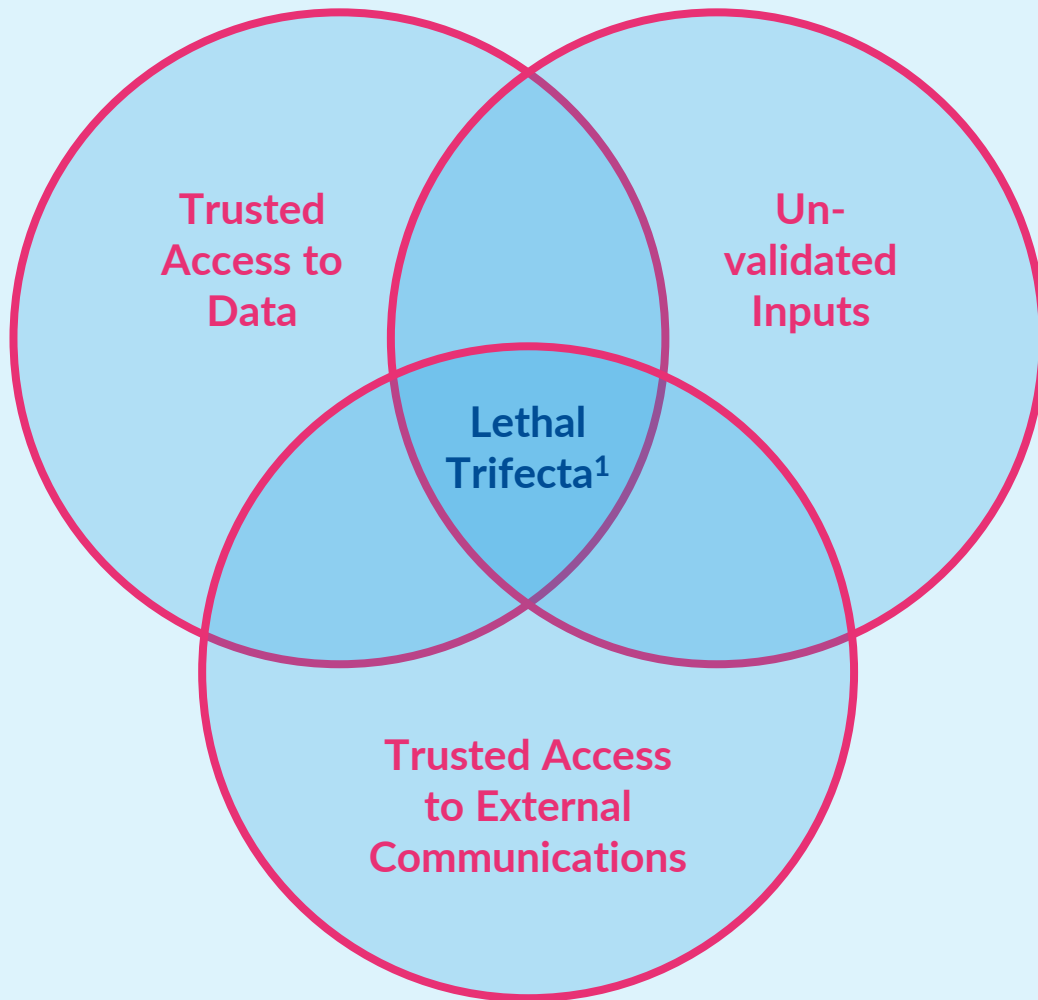 Trusted
Access to
Data
Un-
validated
Inputs
Lethal
Trifecta¹
Trusted Access
to External
Communications